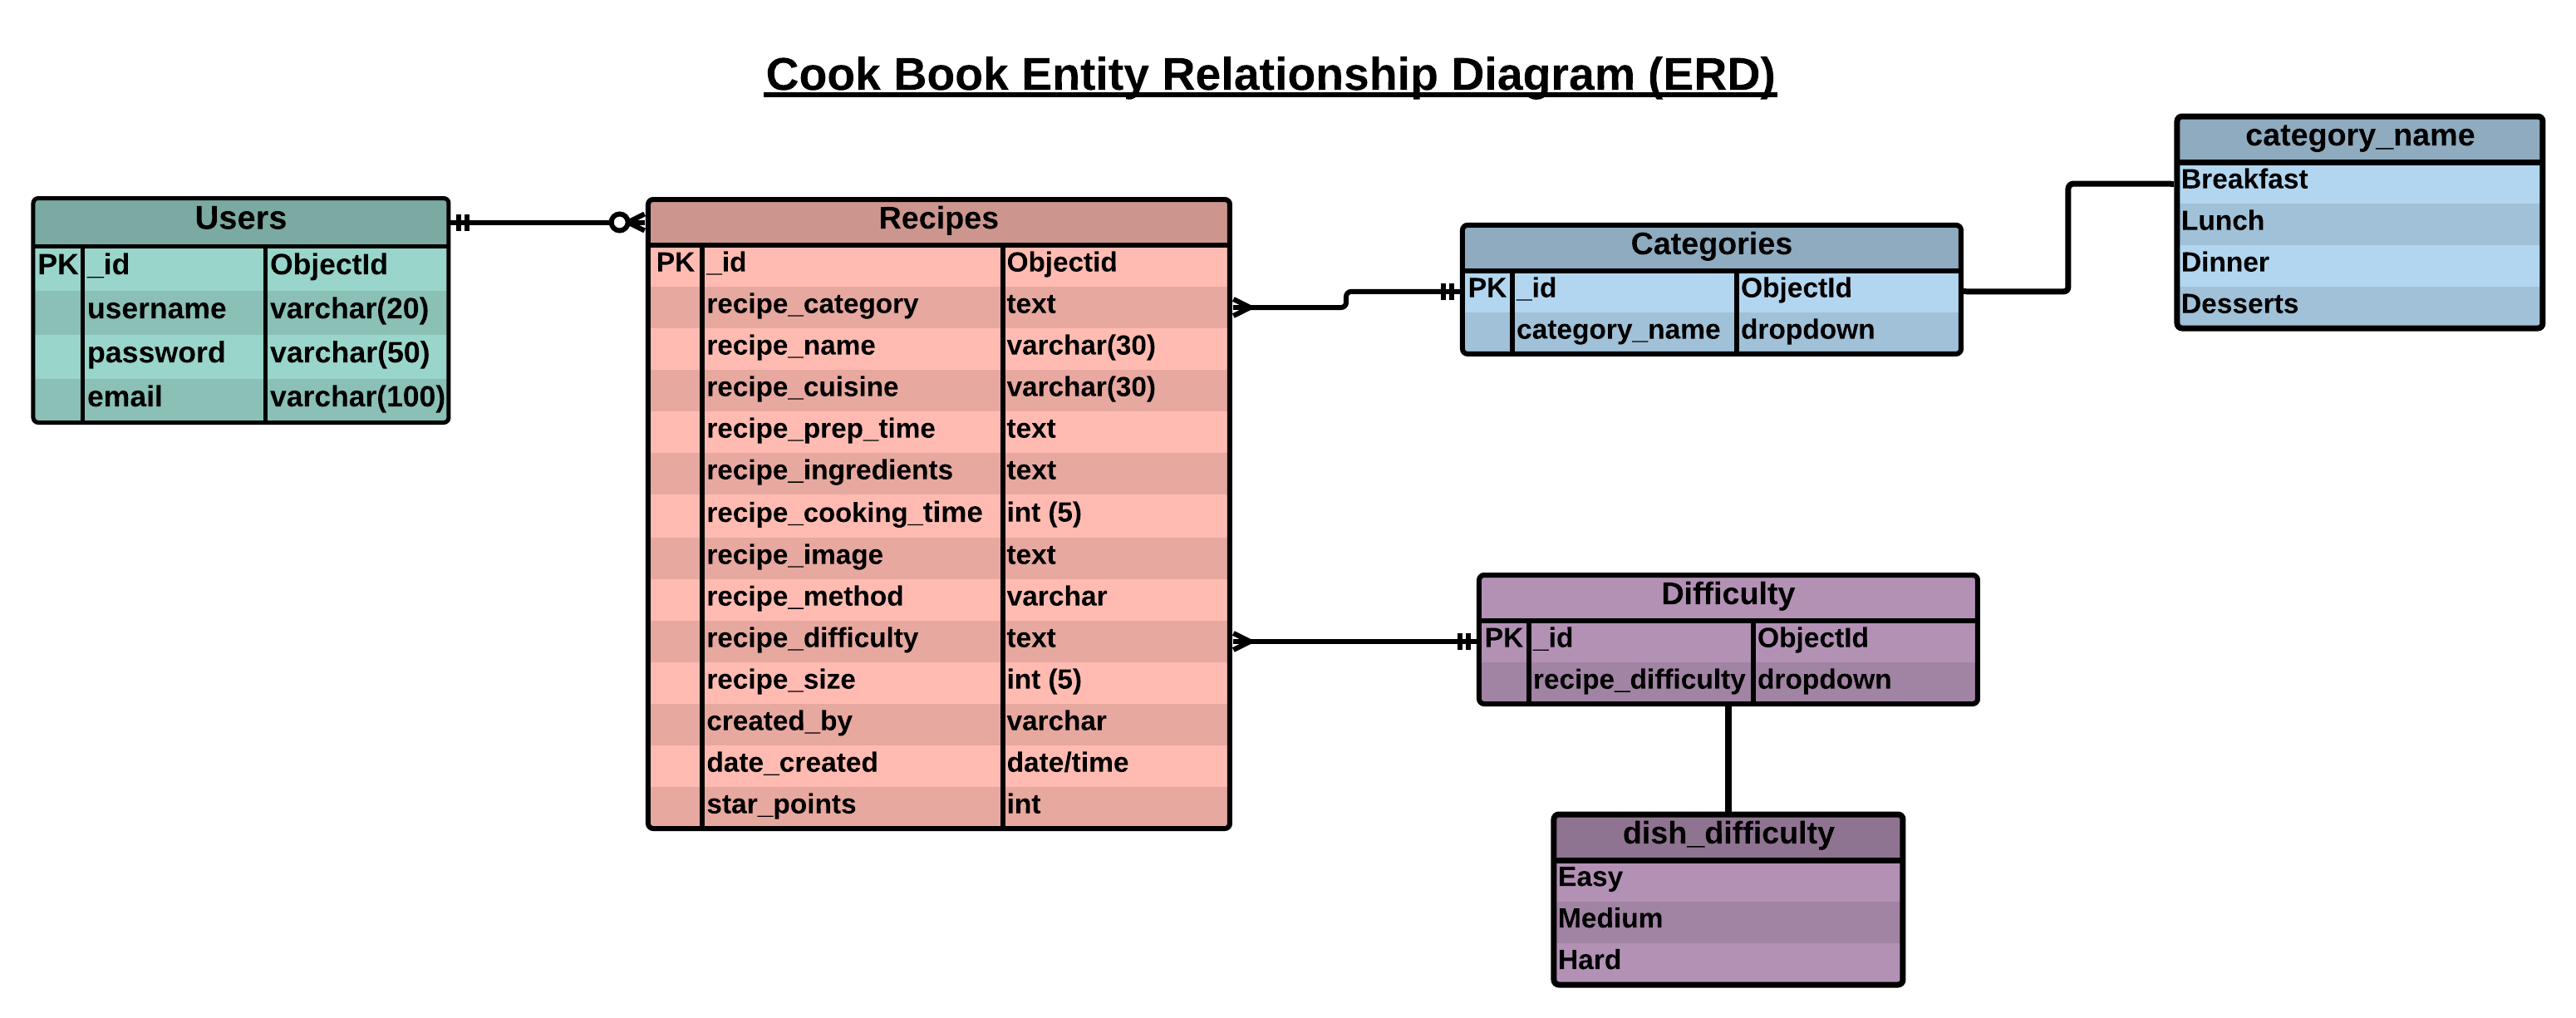 Cook Book Entity Relationship Diagram (ERD)
Users
PK _id ObjectId
username varchar(20)
password varchar(50)
email varchar(100)
Recipes
PK _id Objectid
recipe_category text
recipe_name varchar(30)
recipe_cuisine varchar(30)
recipe_prep_time text
recipe_ingredients text
recipe_cooking_time int (5)
recipe_image text
recipe_method varchar
recipe_difficulty text
recipe_size int (5)
created_by varchar
date_created date/time
star_points int
Categories
PK _id ObjectId
category_name dropdown
category_name
Breakfast
Lunch
Dinner
Desserts
Difficulty
PK _id ObjectId
recipe_difficulty dropdown
dish_difficulty
Easy
Medium
Hard